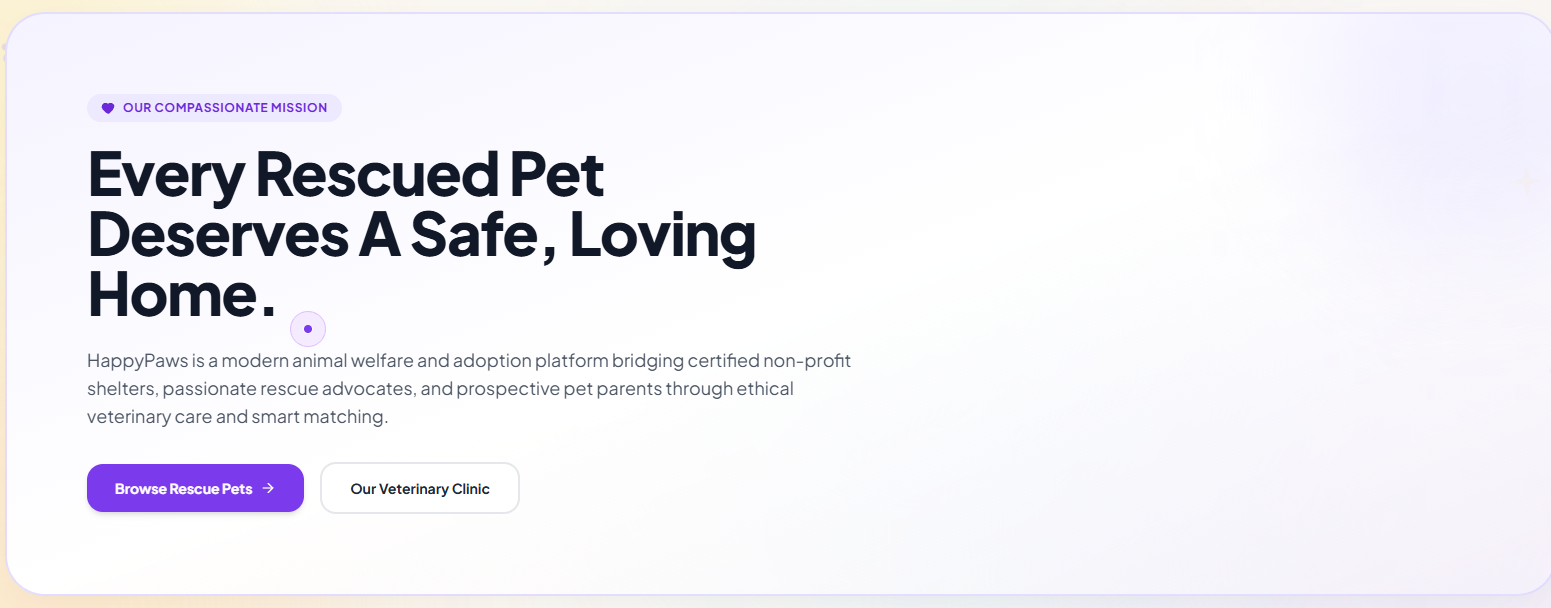 OUR COMPASSIONATE MISSION
Every Rescued Pet
Deserves A Safe, Loving
Home.
HappyPaws is a modern animal welfare and adoption platform bridging certified non-profit
shelters, passionate rescue advocates, and prospective pet parents through ethical
veterinary care and smart matching.
Browse Rescue Pets →
Our Veterinary Clinic